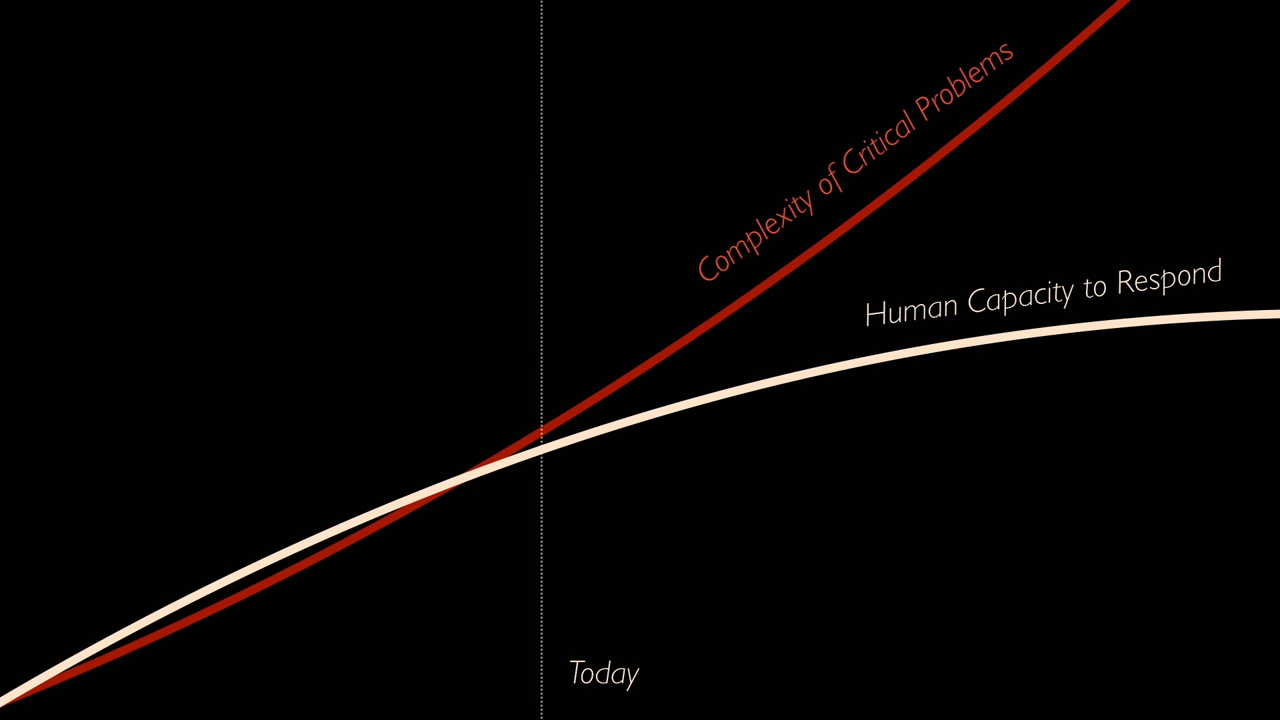 Complexity of Critical Problems
Human Capacity to Respond
Today